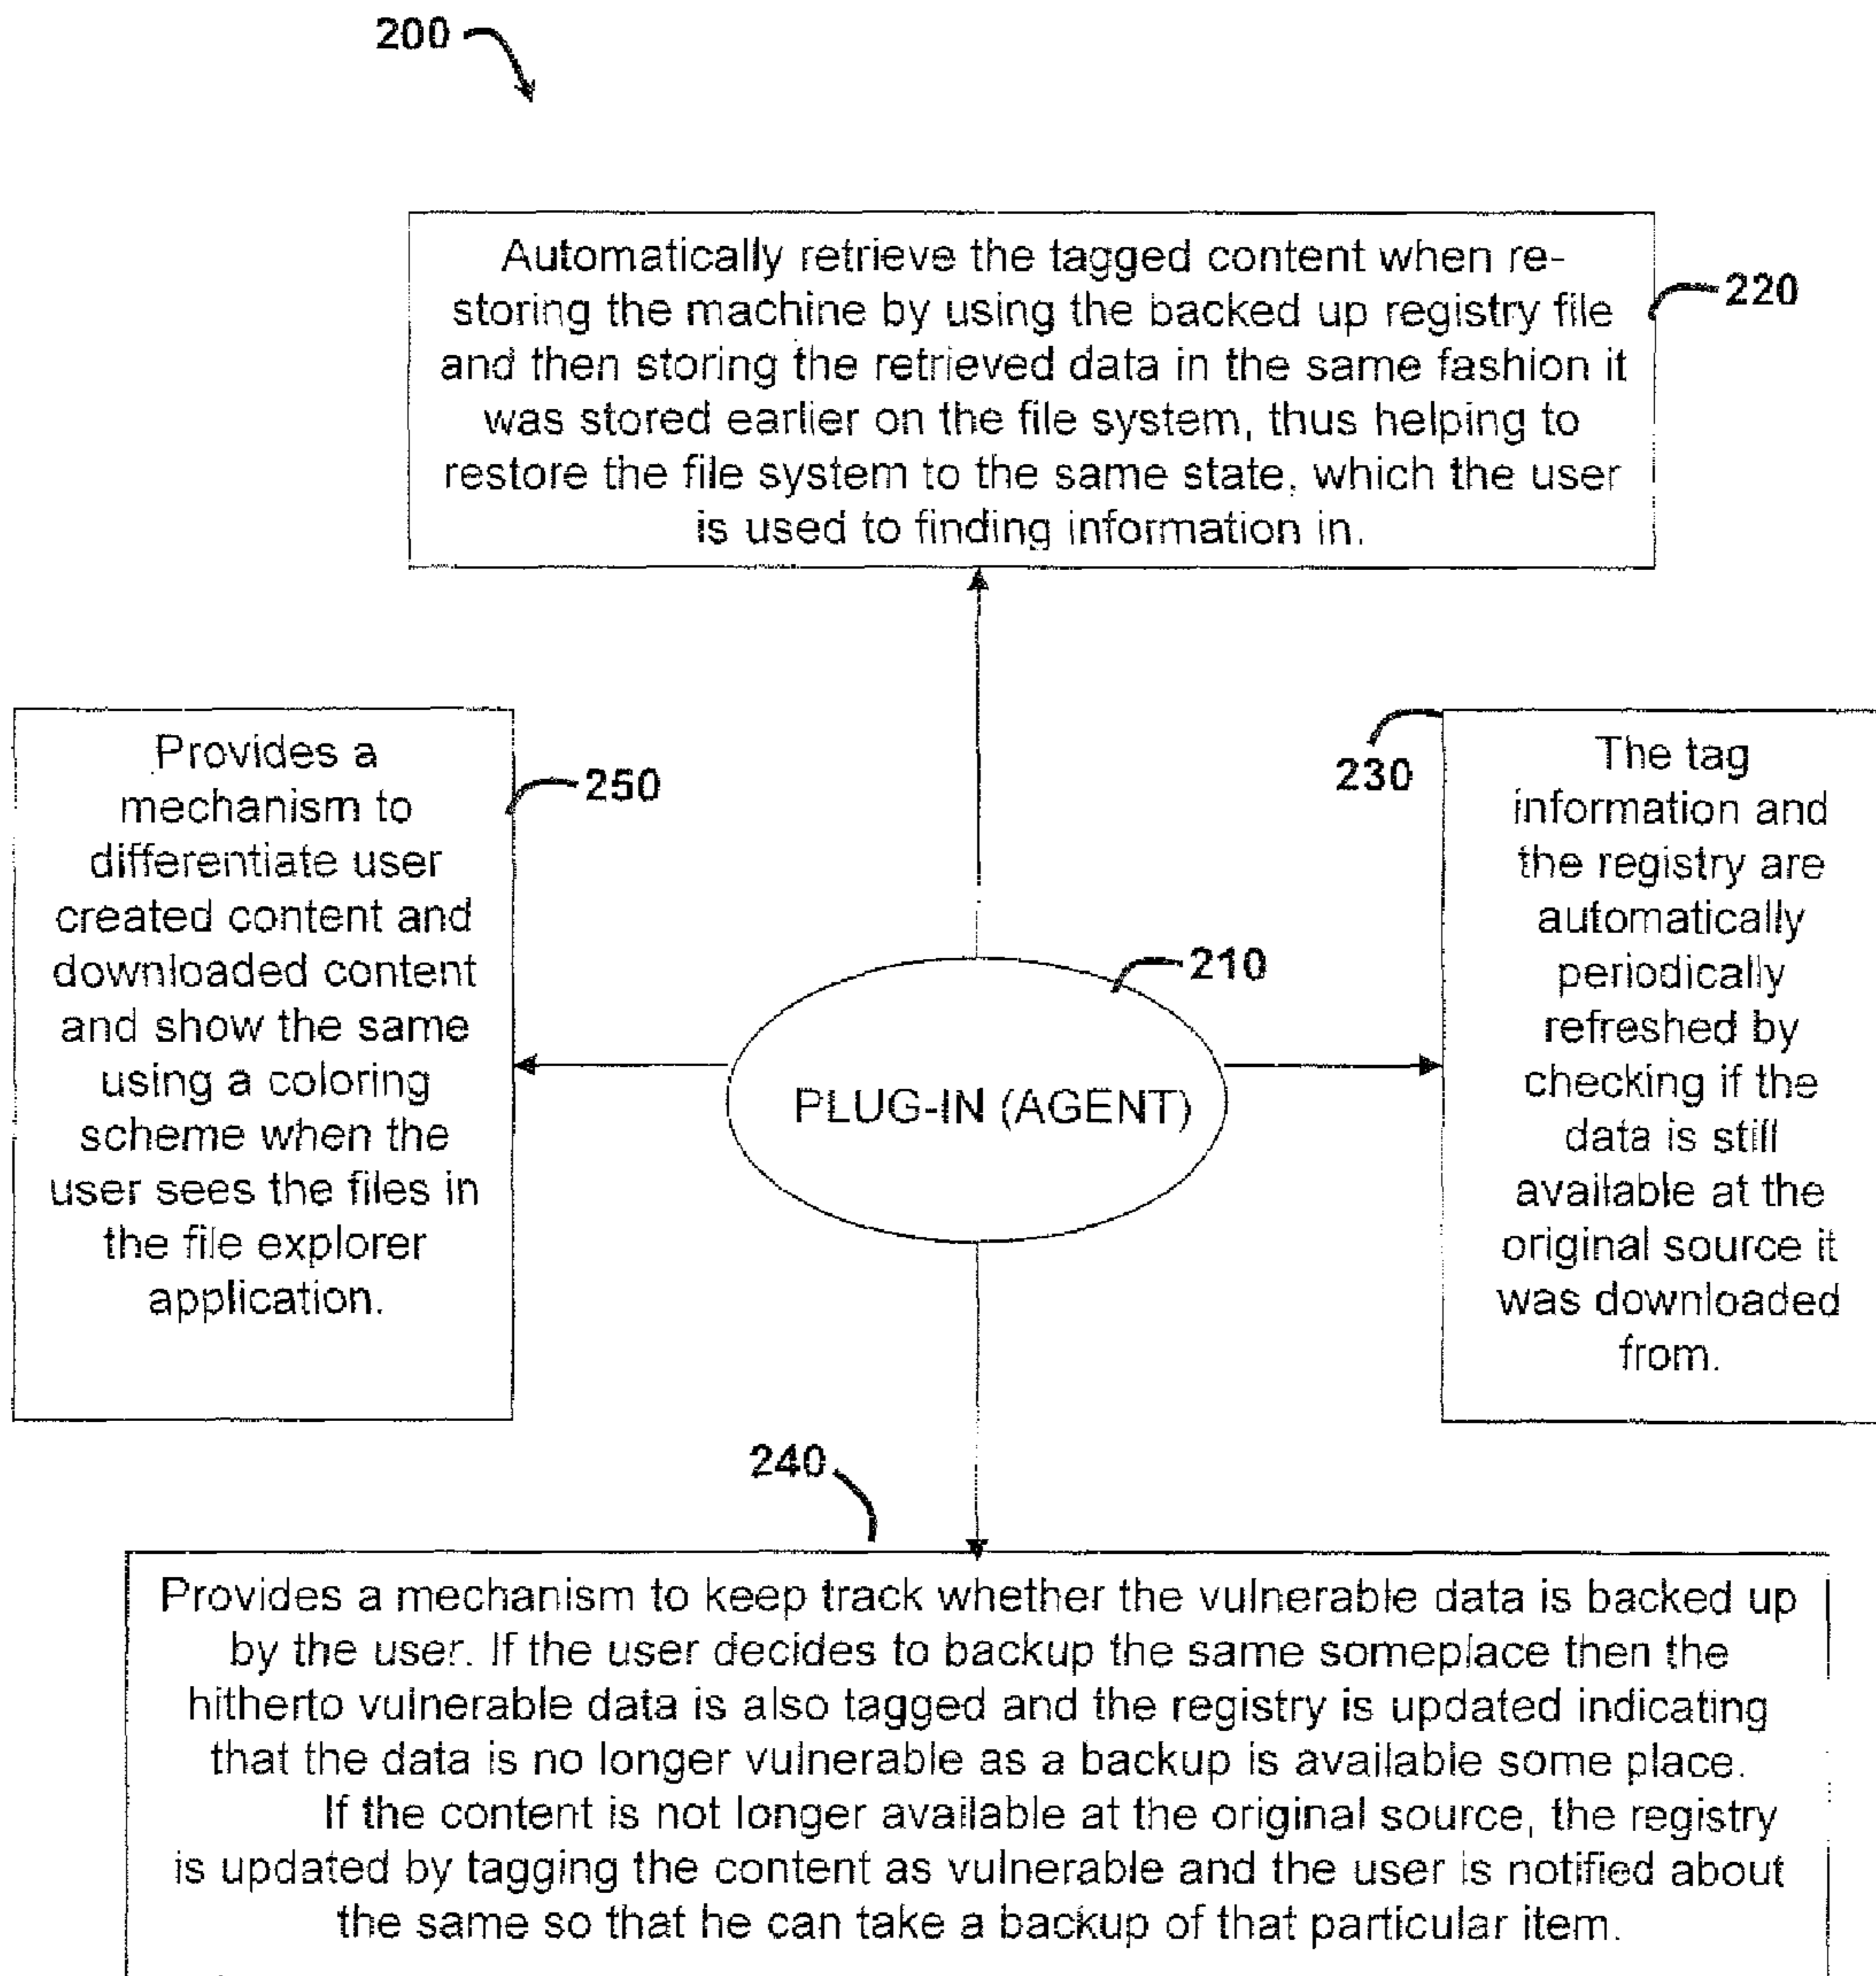 200
Automatically retrieve the tagged content when re-
storing the machine by using the backed up registry file
and then storing the retrieved data in the same fashion it
was stored earlier on the file system, thus helping to
restore the file system to the same state, which the user
is used to finding information in.
220
Provides a
mechanism to
differentiate user
created content and
downloaded content
and show the same
using a coloring
scheme when the
user sees the files in
the file explorer
application.
250
230
The tag
information and
the registry are
automatically
periodically
refreshed by
checking if the
data is still
available at the
original source it
was downloaded
from.
210
PLUG-IN (AGENT)
240
Provides a mechanism to keep track whether the vulnerable data is backed up
by the user. If the user decides to backup the same someplace then the
hitherto vulnerable data is also tagged and the registry is updated indicating
that the data is no longer vulnerable as a backup is available some place.
If the content is not longer available at the original source, the registry
is updated by tagging the content as vulnerable and the user is notified about
the same so that he can take a backup of that particular item.